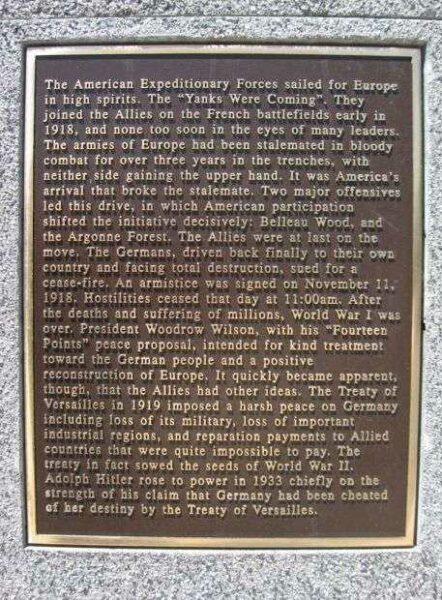 The American Expeditionary Forces sailed for Europe
in high spirits. The "Yanks Were Coming". They
joined the Allies on the French battlefields early in
1918, and none too soon in the eyes of many leaders.
The armies of Europe had been stalemated in bloody
combat for over three years in the trenches, with
neither side gaining the upper hand. It was America's
arrival that broke the stalemate. Two major offensives
led this drive, in which American participation
shifted the initiative decisively: Belleau Wood, and
the Argonne Forest. The Allies were at last on the
move. The Germans, driven back finally to their own
country and facing total destruction, sued for a
cease-fire. An armistice was signed on November 11,
1918. Hostilities ceased that day at 11:00am. After
the deaths and suffering of millions, World War I was
over. President Woodrow Wilson, with his "Fourteen
Points" peace proposal, intended for kind treatment
toward the German people and a positive
reconstruction of Europe. It quickly became apparent,
though, that the Allies had other ideas. The Treaty of
Versailles in 1919 imposed a harsh peace on Germany
including loss of its military, loss of important
industrial regions, and reparation payments to Allied
countries that were quite impossible to pay. The
treaty in fact sowed the seeds of World War II.
Adolph Hitler rose to power in 1933 chiefly on the
strength of his claim that Germany had been cheated
of her destiny by the Treaty of Versailles.